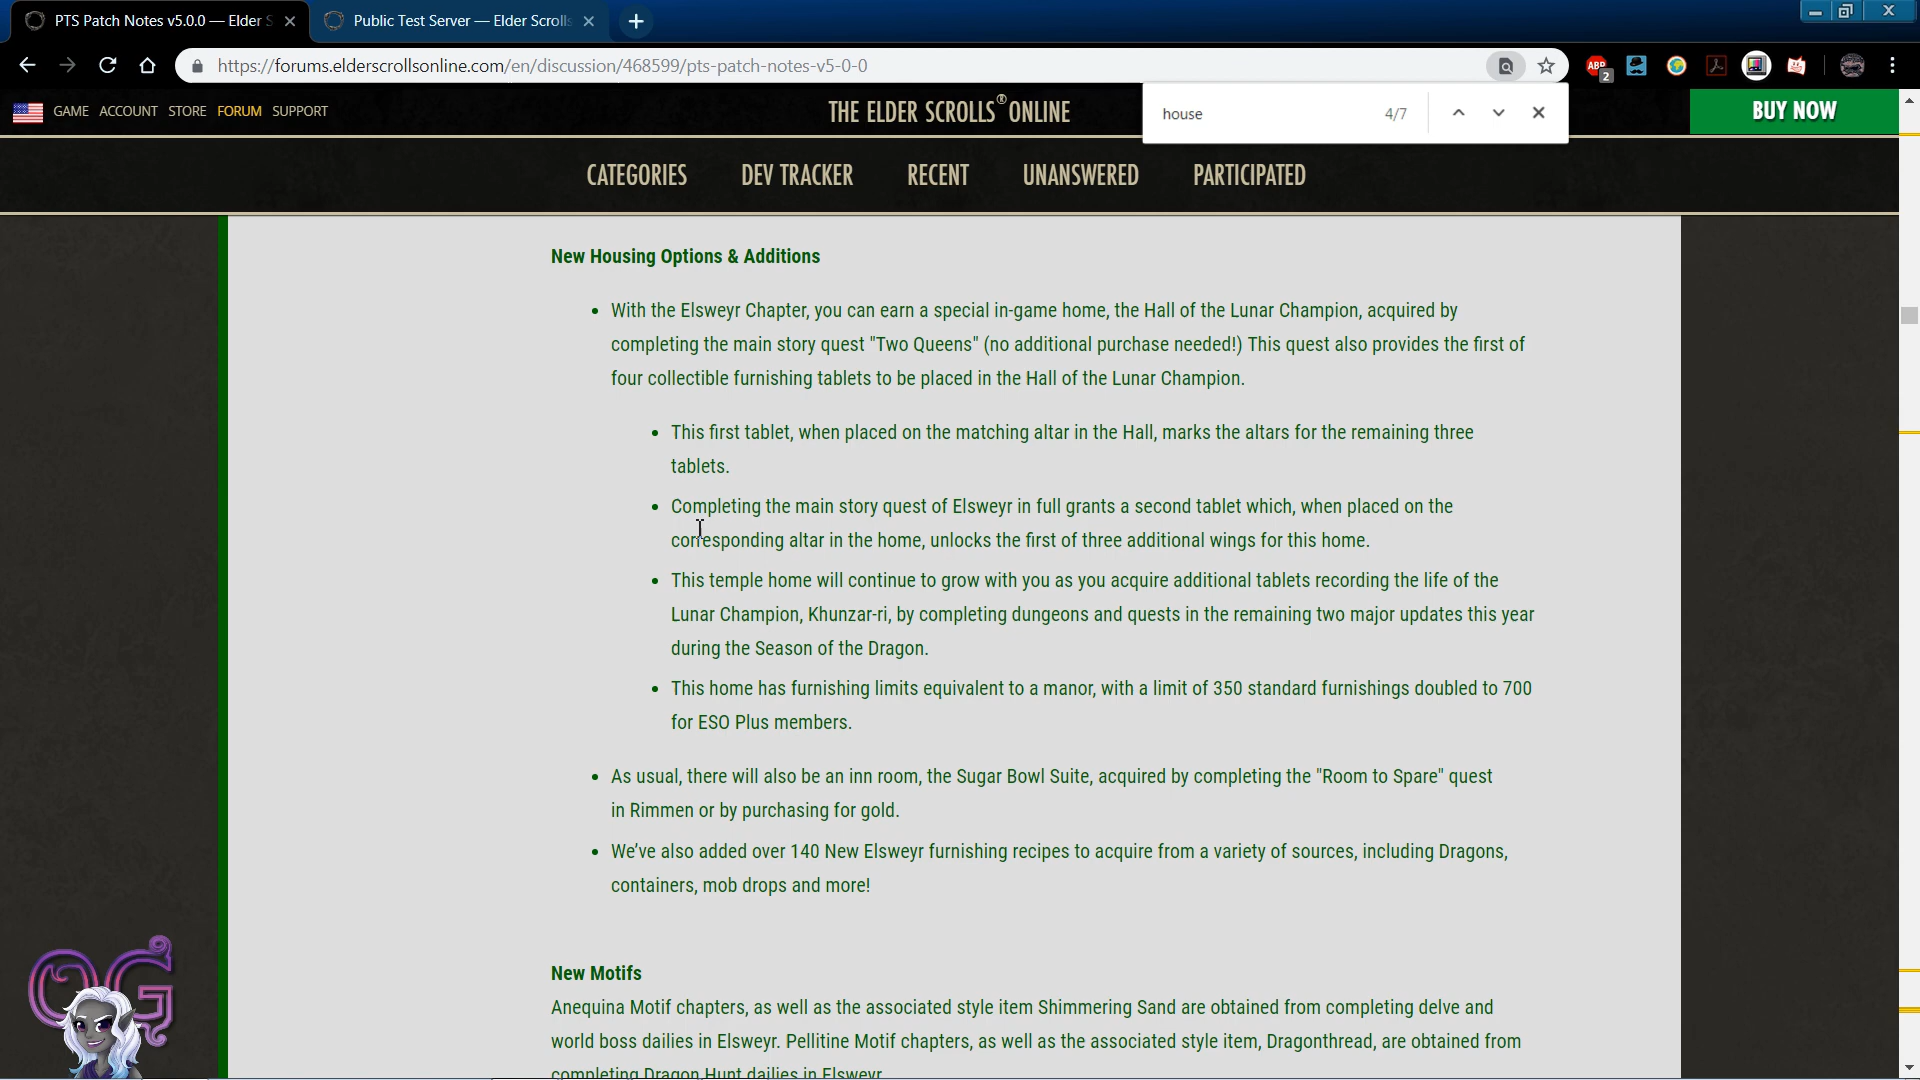 PTS Patch Notes v5.0.0 — Elder S
Public Test Server — Elder Scrolls
https://forums.elderscrollsonline.com/en/discussion/468599/pts-patch-notes-v5-0-0
ABP
2
GAME ACCOUNT STORE FORUM SUPPORT
THE ELDER SCROLLS® ONLINE
house 4/7
BUY NOW
CATEGORIES DEV TRACKER RECENT UNANSWERED PARTICIPATED
New Housing Options & Additions
• With the Elsweyr Chapter, you can earn a special in-game home, the Hall of the Lunar Champion, acquired by
completing the main story quest "Two Queens" (no additional purchase needed!) This quest also provides the first of
four collectible furnishing tablets to be placed in the Hall of the Lunar Champion.
• This first tablet, when placed on the matching altar in the Hall, marks the altars for the remaining three
tablets.
• Completing the main story quest of Elsweyr in full grants a second tablet which, when placed on the
corresponding altar in the home, unlocks the first of three additional wings for this home.
• This temple home will continue to grow with you as you acquire additional tablets recording the life of the
Lunar Champion, Khunzar-ri, by completing dungeons and quests in the remaining two major updates this year
during the Season of the Dragon.
• This home has furnishing limits equivalent to a manor, with a limit of 350 standard furnishings doubled to 700
for ESO Plus members.
• As usual, there will also be an inn room, the Sugar Bowl Suite, acquired by completing the "Room to Spare" quest
in Rimmen or by purchasing for gold.
• We've also added over 140 New Elsweyr furnishing recipes to acquire from a variety of sources, including Dragons,
containers, mob drops and more!
OG
New Motifs
Anequina Motif chapters, as well as the associated style item Shimmering Sand are obtained from completing delve and
world boss dailies in Elsweyr. Pellitine Motif chapters, as well as the associated style item, Dragonthread, are obtained from
completing Dragon Hunt dailies in Elsweyr.